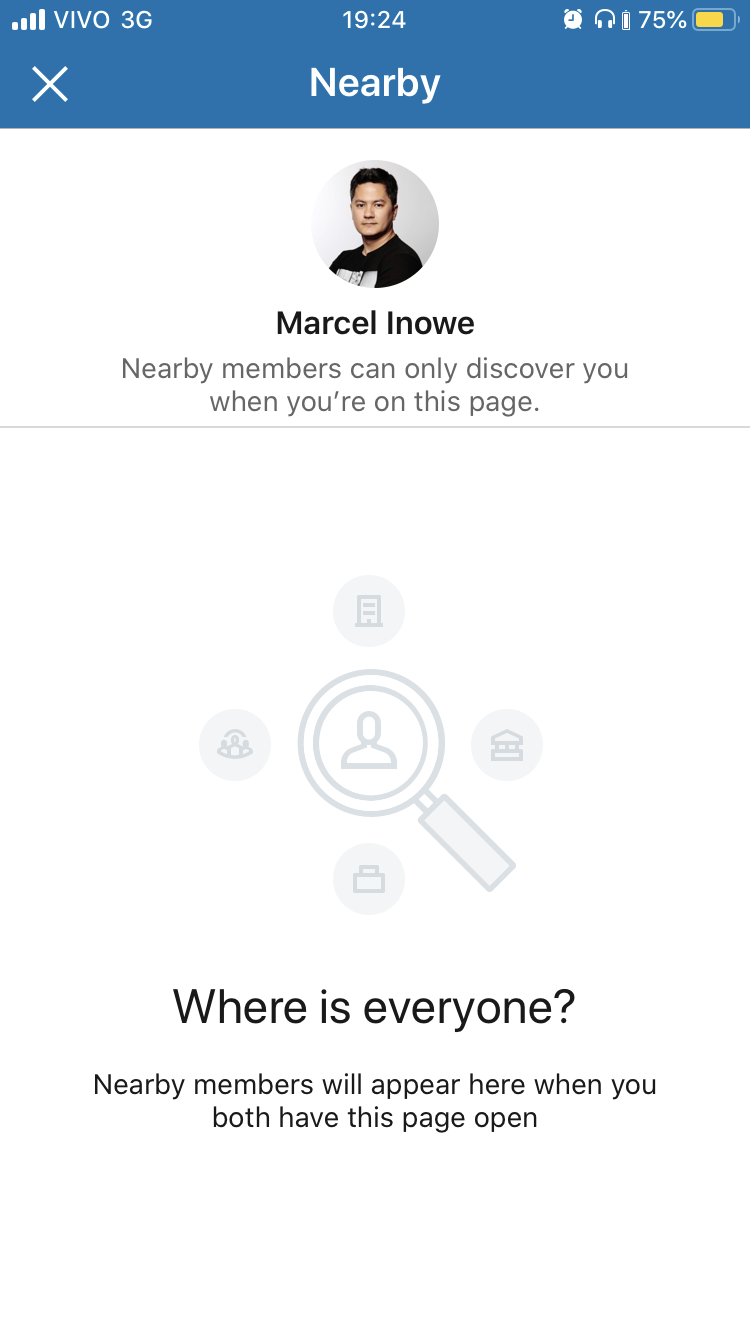 VIVO 3G 19:24 75%
Nearby
Marcel Inowe
Nearby members can only discover you
when you’re on this page.
Where is everyone?
Nearby members will appear here when you
both have this page open